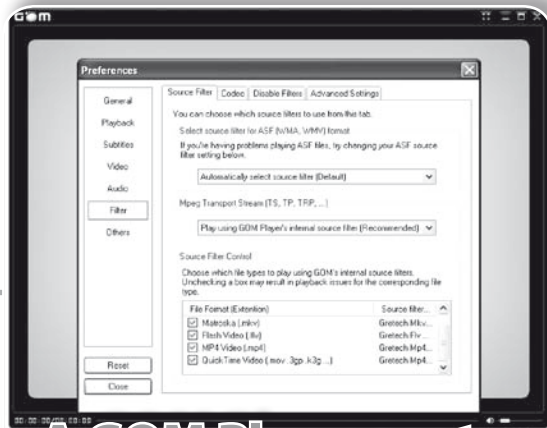 GOM
Preferences
General
Playback
Subtitles
Video
Audio
Filter
Others
Reset
Close
Source Filter Codec Disable Filters Advanced Settings
You can choose which source filters to use from this tab.
Select source filter for ASF (WMA, WMV) format
If you're having problems playing ASF files, try changing your ASF source
filter setting below.
Automatically select source filter (Default)
Mpeg Transport Stream (TS, TP, TRP, ...)
Play using GOM Player's internal source filter (Recommended)
Source Filter Control
Choose which file types to play using GOM's internal source filters.
Unchecking a box may result in playback issues for the corresponding file
type.
File Format (Extention) Source filter...
Matroska (.mkv) Gretech Mkv...
Flash Video (.flv) Gretech Flv...
MP4 Video (.mp4) Gretech Mp4...
QuickTime Video (.mov .3gp .k3g ...) Gretech Mp4...